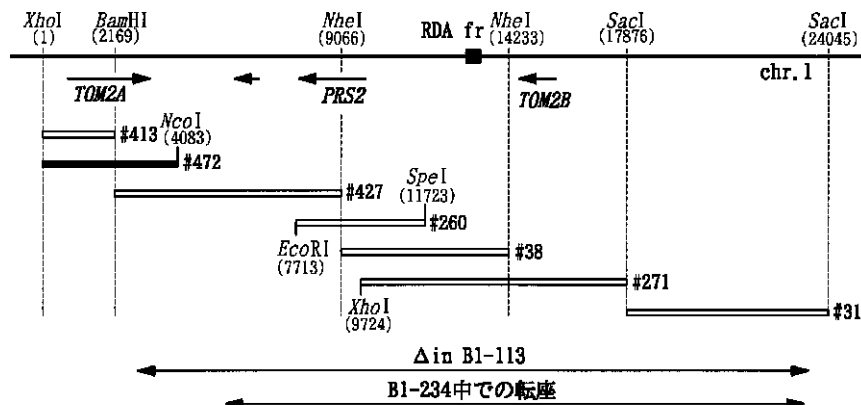 XhoI BamHI NheI RDA fr NheI SacI SacI
(1) (2169) (9066) (14233) (17876) (24045)
chr.1
TOM2A PRS2 TOM2B
NcoI
#413 (4083)
#472
SpeI
#427 (11723)
#260
EcoRI
(7713) #38
#271
XhoI
(9724) #31
Δin B1-113
B1-234中での転座